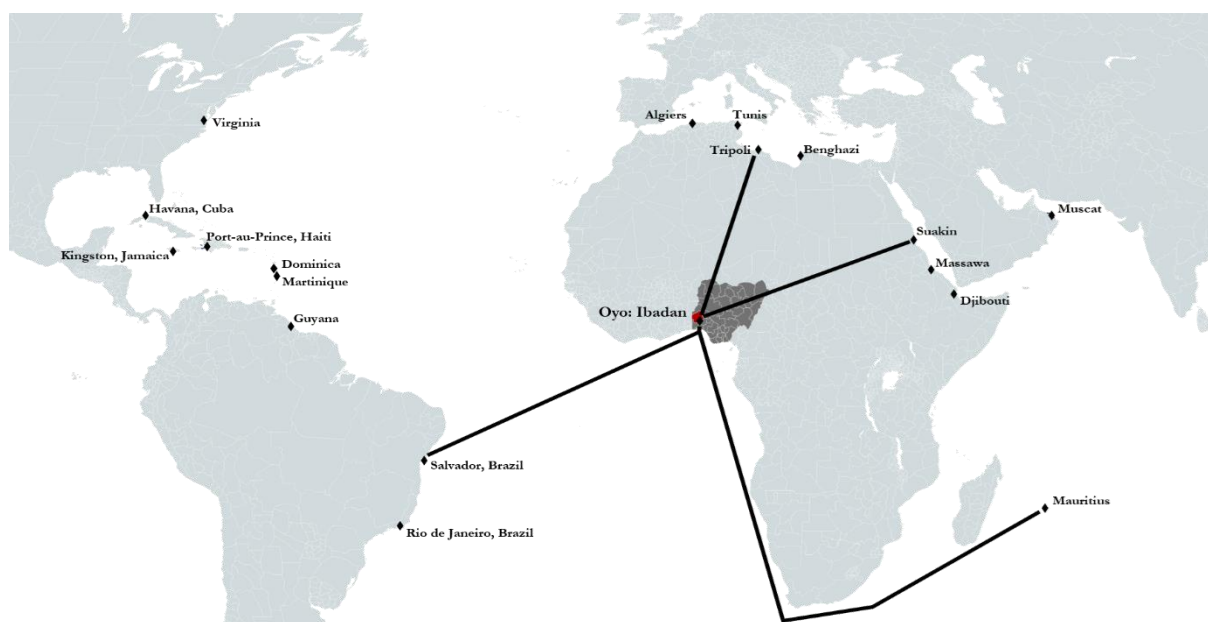 Virginia
Algiers
Tunis
Tripoli
Benghazi
Havana, Cuba
Muscat
Suakin
Port-au-Prince, Haiti
Kingston, Jamaica
Dominica
Massawa
Martinique
Djibouti
Oyo: Ibadan
Guyana
Salvador, Brazil
Mauritius
Rio de Janeiro, Brazil